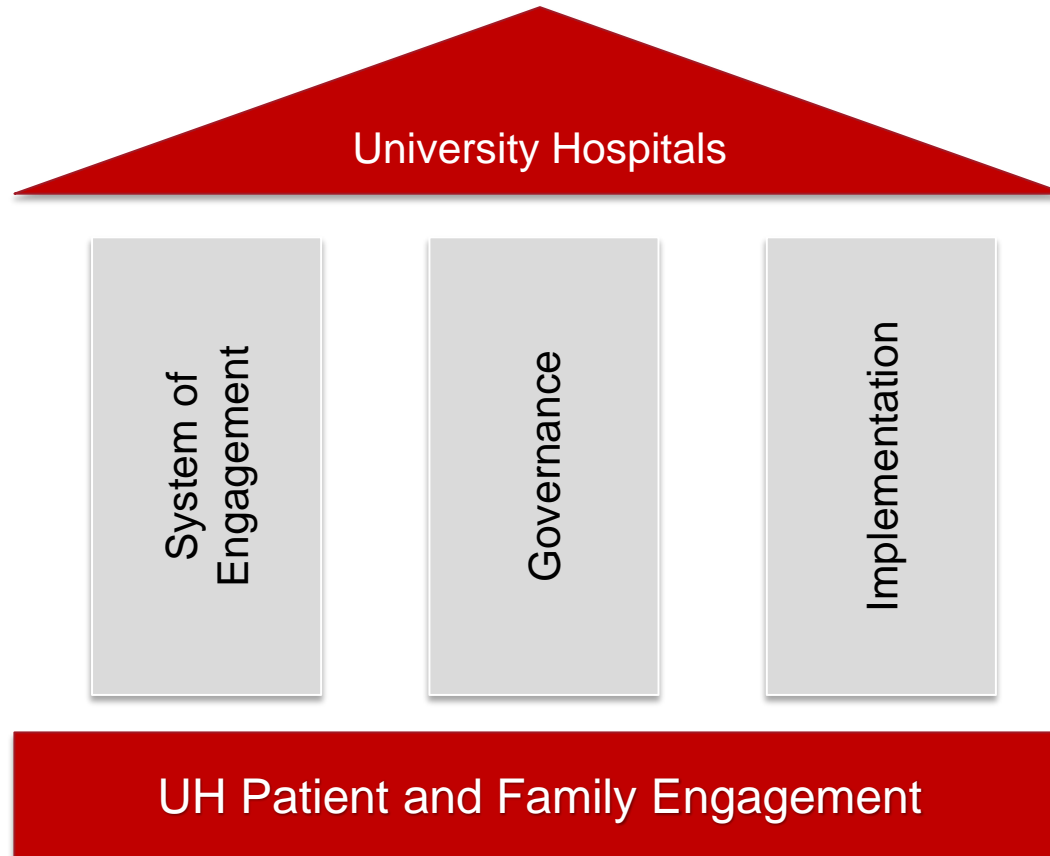 University Hospitals
System of
Engagement
Governance
Implementation
UH Patient and Family Engagement